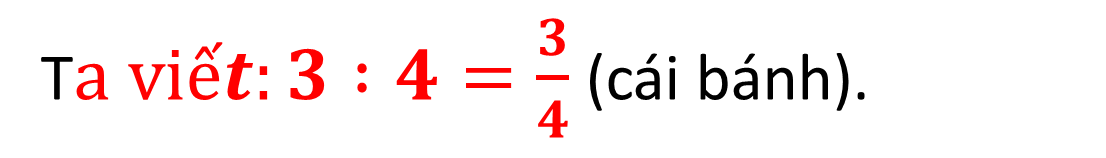 Ta viết: 3 : 4 = 3/4 (cái bánh).